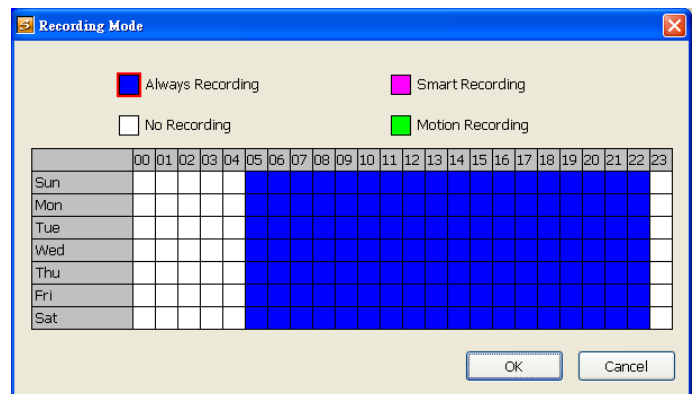 Recording Mode
Always Recording Smart Recording
No Recording Motion Recording
00 01 02 03 04 05 06 07 08 09 10 11 12 13 14 15 16 17 18 19 20 21 22 23
Sun
Mon
Tue
Wed
Thu
Fri
Sat
OK Cancel